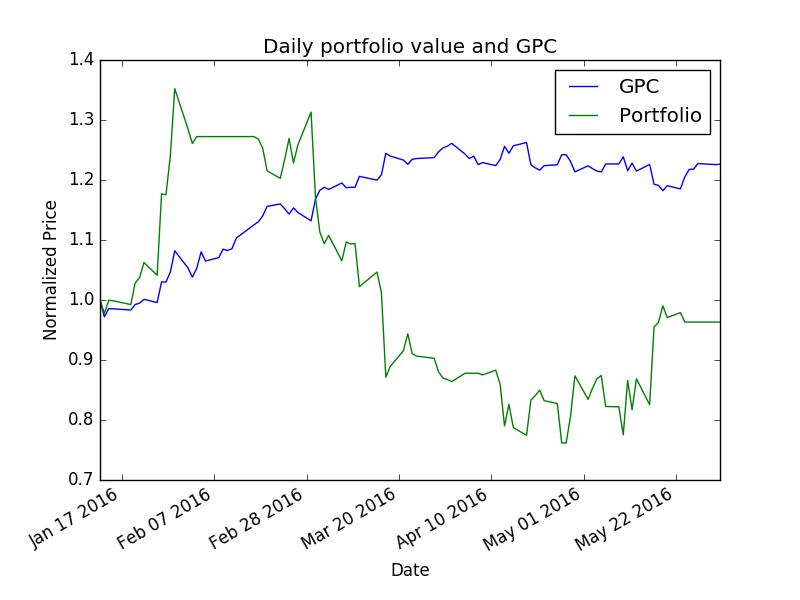 Daily portfolio value and GPC
1.4
1.3
1.2
1.1
1.0
0.9
0.8
0.7
Normalized Price
GPC
Portfolio
Jan 17 2016
Feb 07 2016
Feb 28 2016
Mar 20 2016
Apr 10 2016
May 01 2016
May 22 2016
Date